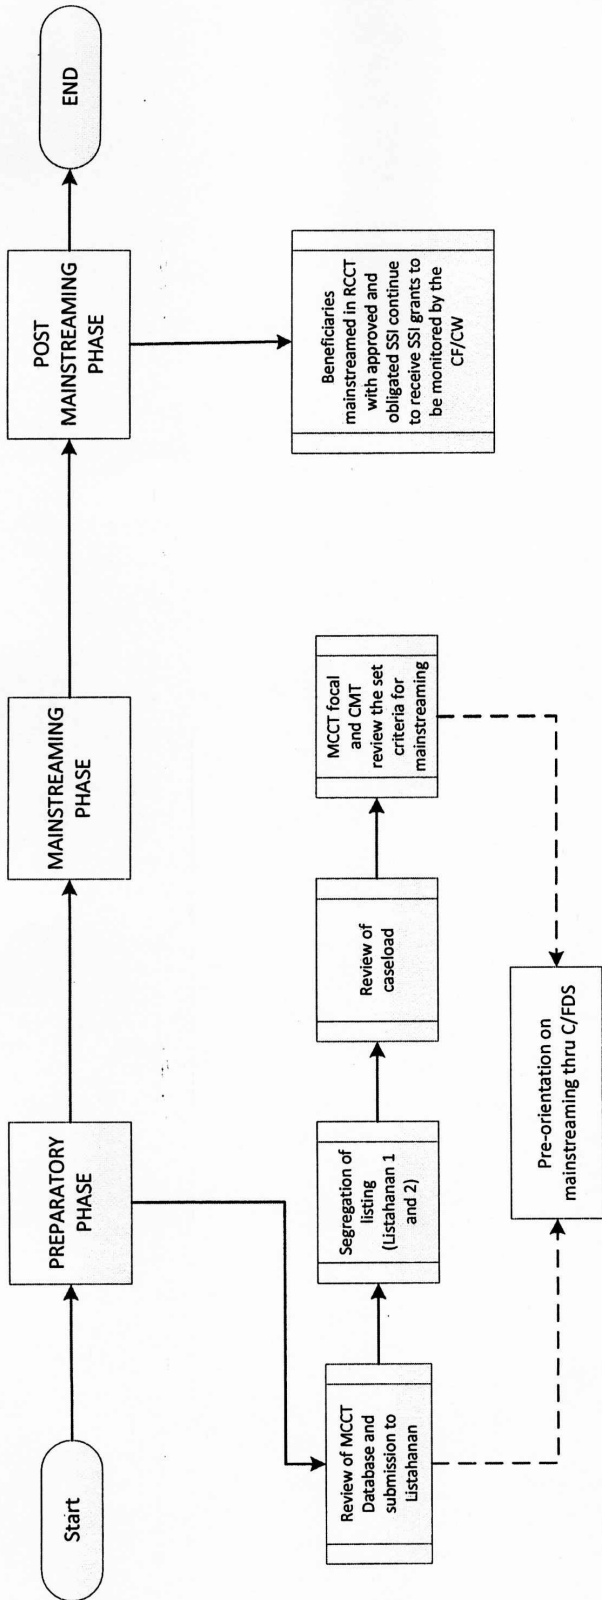 Start
PREPARATORY
PHASE
MAINSTREAMING
PHASE
POST
MAINSTREAMING
PHASE
END
Review of MCCT
Database and
submission to
Listahanan
Segregation of
listing
(Listahanan 1
and 2)
Review of
caseload
MCCT focal
and CMT
review the set
criteria for
mainstreaming
Beneficiaries
mainstreamed in RCCT
with approved and
obligated SSI continue
to receive SSI grants to
be monitored by the
CF/CW
Pre-orientation on
mainstreaming thru C/FDS